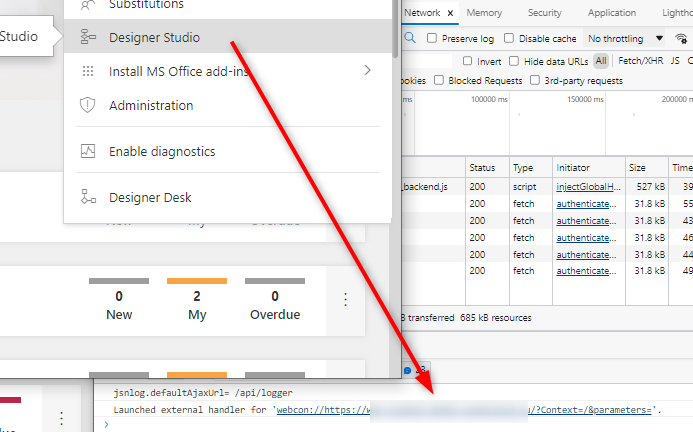 Substitutions
Studio
Designer Studio
Install MS Office add-ins
Administration
Enable diagnostics
Designer Desk
New My Overdue
0 2 0
New My Overdue
Network Memory Security Application Lighthou
Preserve log Disable cache No throttling
Invert Hide data URLs All Fetch/XHR JS C
ookies Blocked Requests 3rd-party requests
ms 100000 ms 150000 ms 200000
Status Type Initiator Size Time
_backend.js 200 script injectGlobalH... 527 kB 39
200 fetch authenticate... 31.8 kB 55
200 fetch authenticate... 31.8 kB 43
200 fetch authenticate... 31.8 kB 46
200 fetch authenticate... 31.8 kB 44
200 fetch authenticate... 31.8 kB 49
B transferred 685 kB resources
23
jsnlog.defaultAjaxUrl= /api/logger
Launched external handler for 'webcon://https://w u/?Context=/&parameters='.
>
due